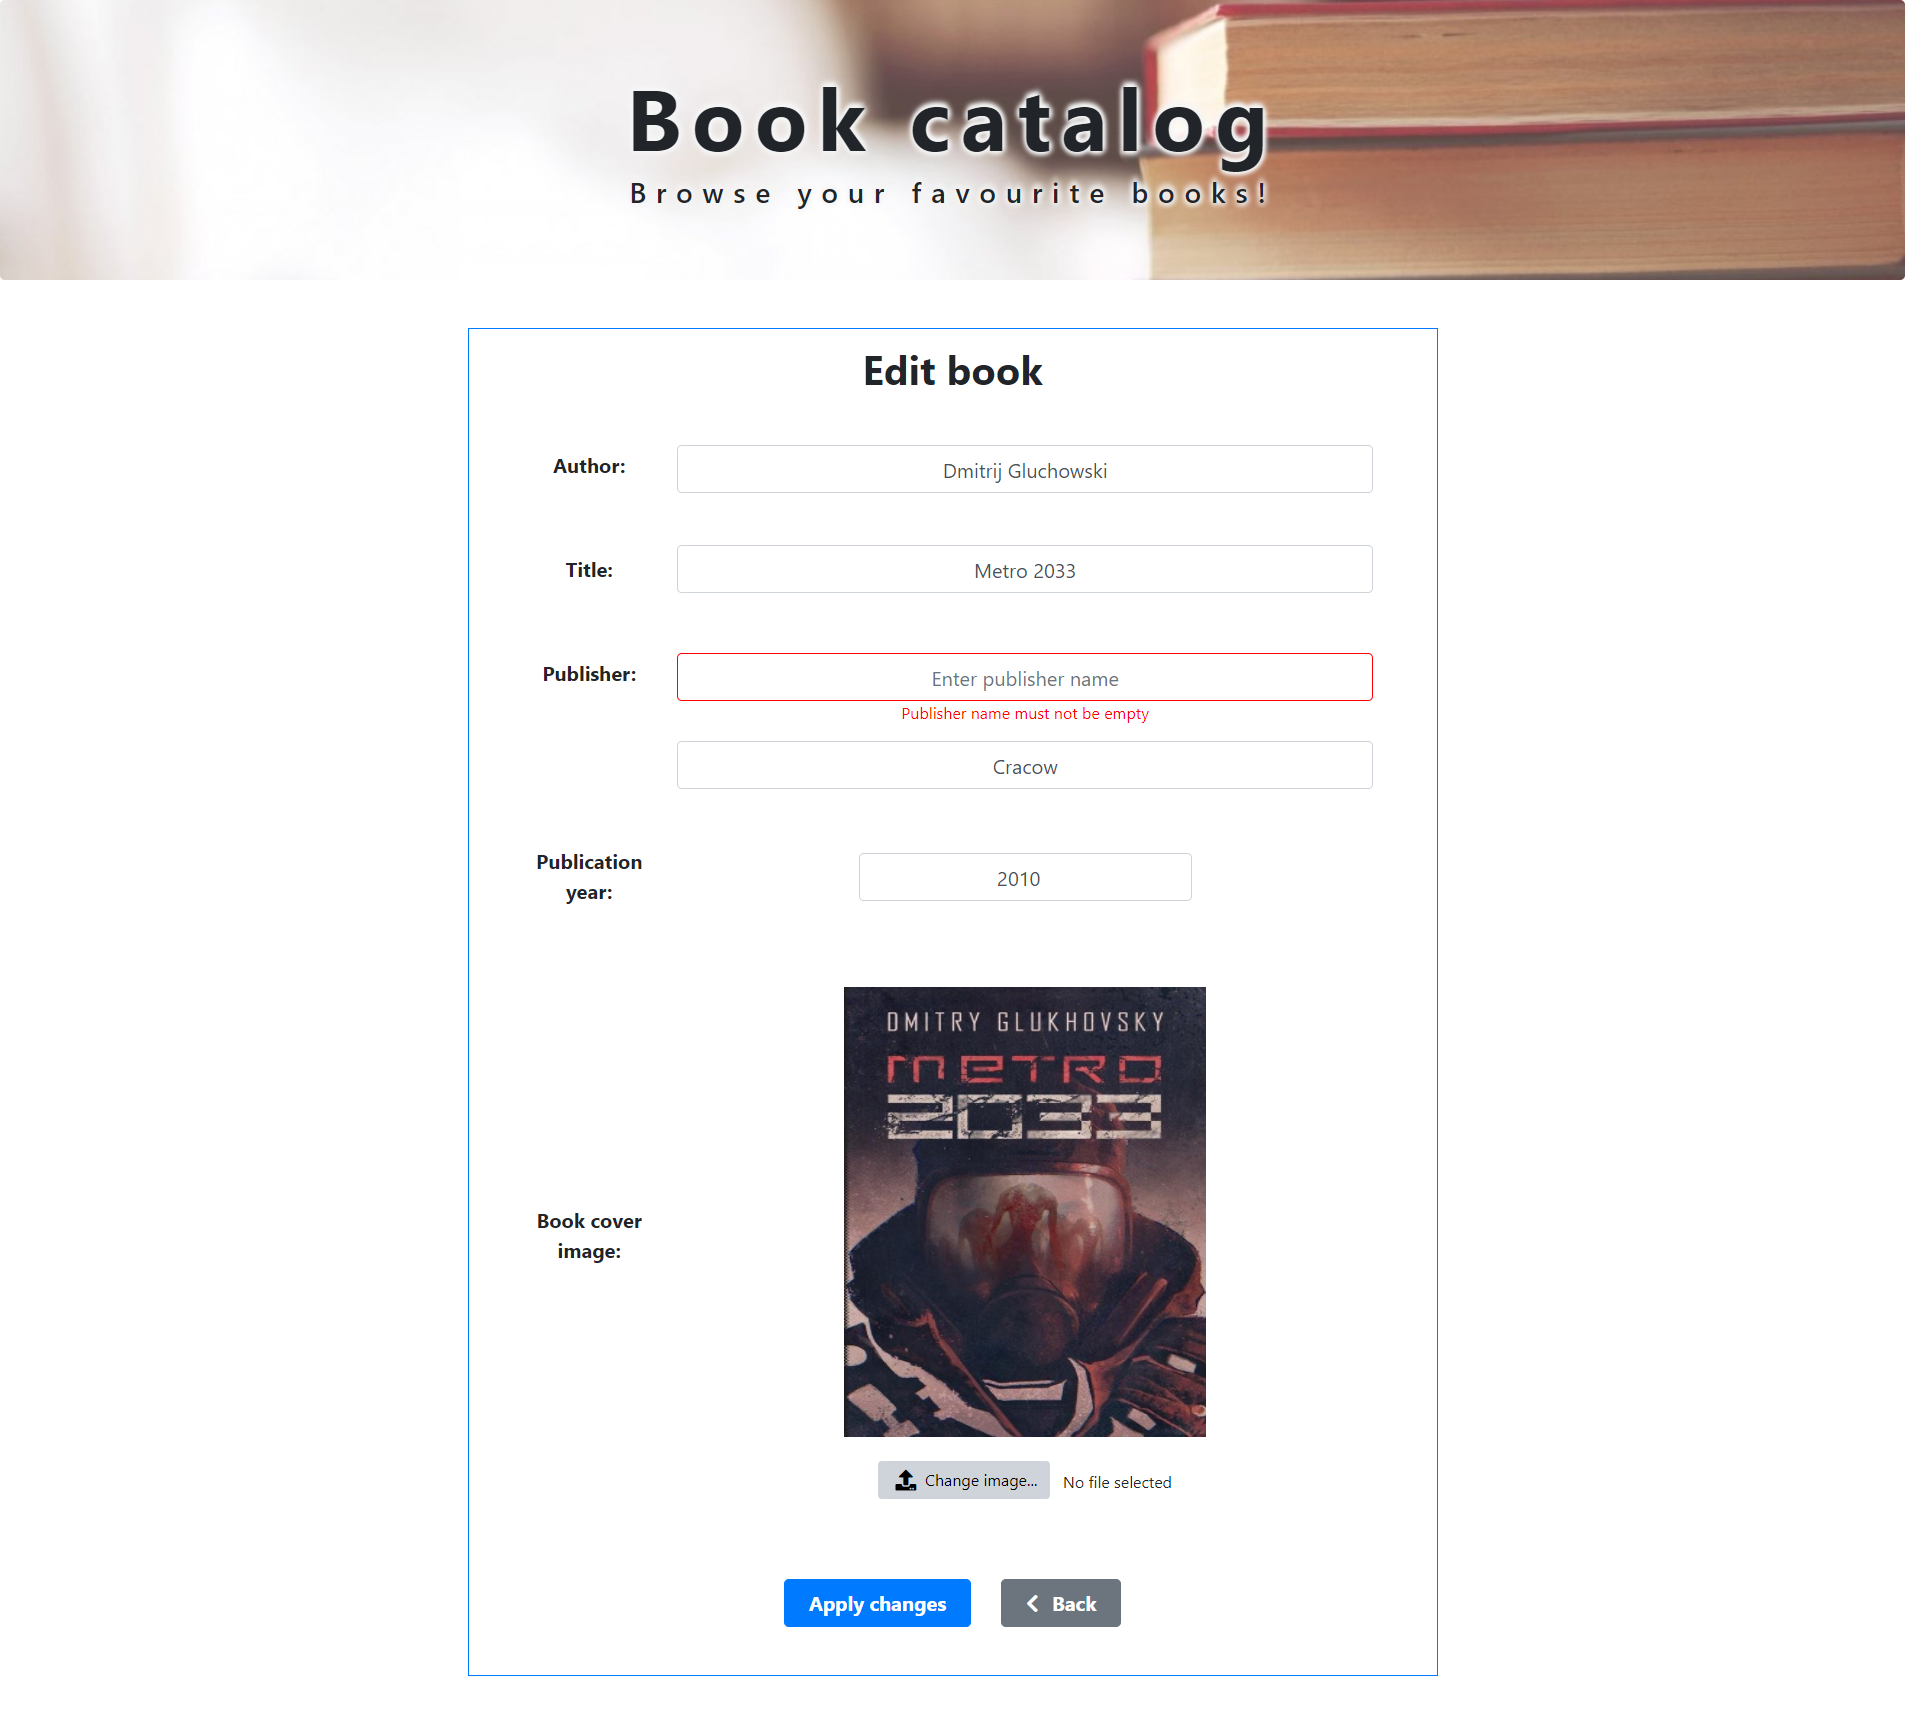 Book catalog
Browse your favourite books!
Edit book
Author:
Dmitrij Gluchowski
Title:
Metro 2033
Publisher:
Enter publisher name
Publisher name must not be empty
Cracow
Publication
year:
2010
Book cover
image:
DMITRY GLUKHOVSKY
METRO
2033
Change image...
No file selected
Apply changes
Back